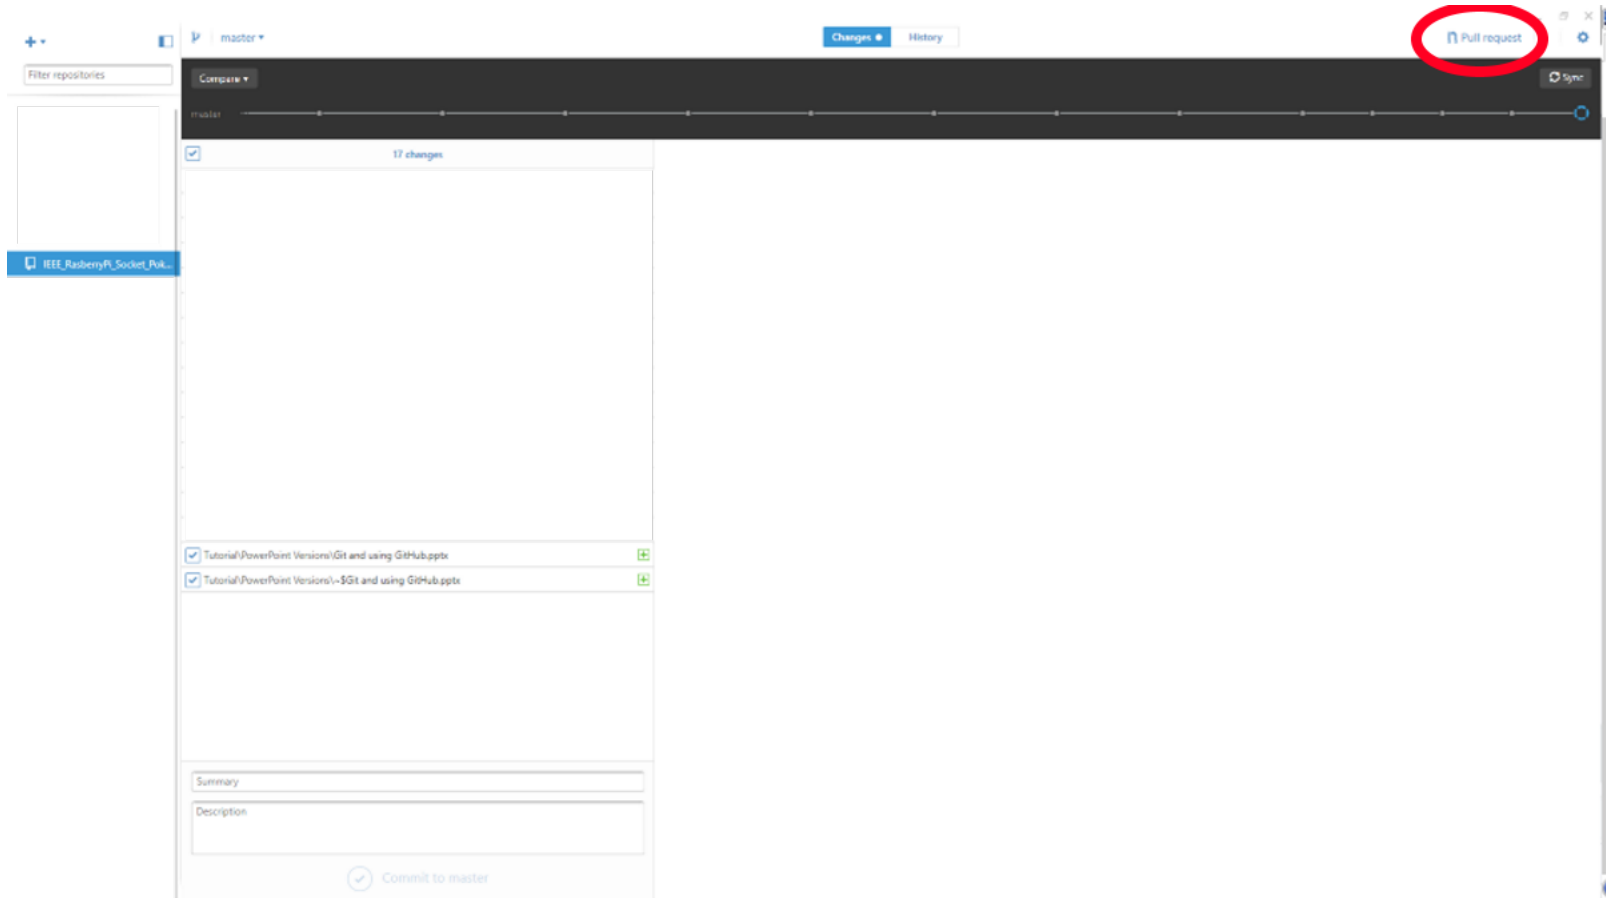 master
Changes
History
Pull request
Filter repositories
Compare
Sync
master
17 changes
IEEE_RasberryPi_Socket_Pok...
Tutorial\PowerPoint Versions\Git and using GitHub.pptx
Tutorial\PowerPoint Versions\~$Git and using GitHub.pptx
Summary
Description
Commit to master